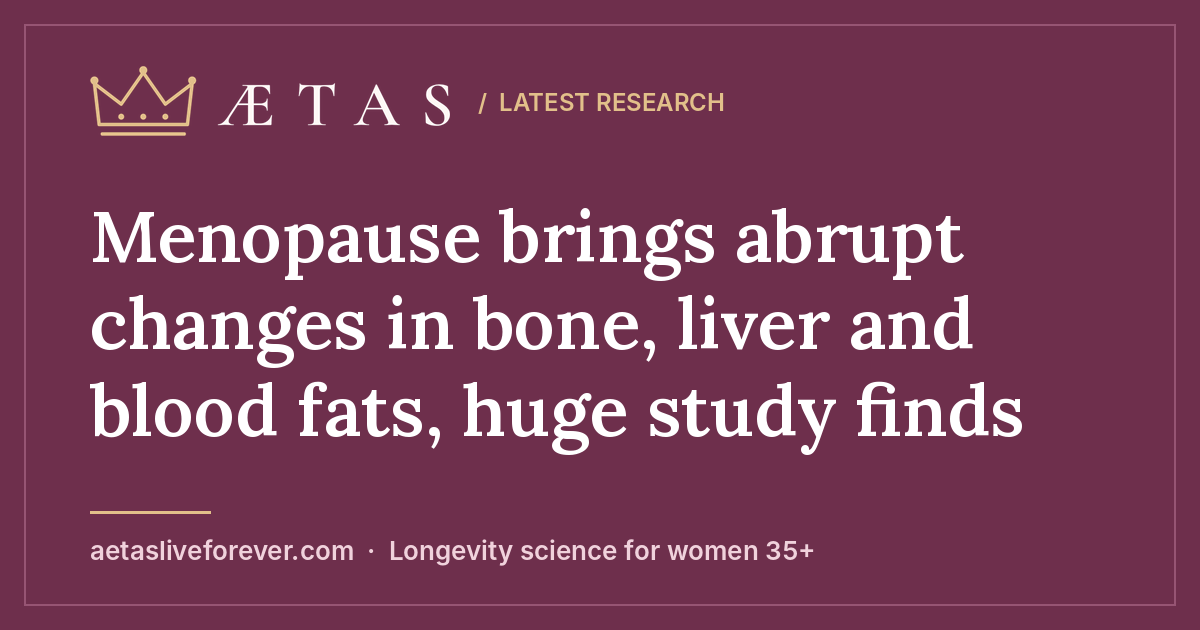 ÆTAS / LATEST RESEARCH
Menopause brings abrupt
changes in bone, liver and
blood fats, huge study finds
aetasliveforever.com · Longevity science for women 35+